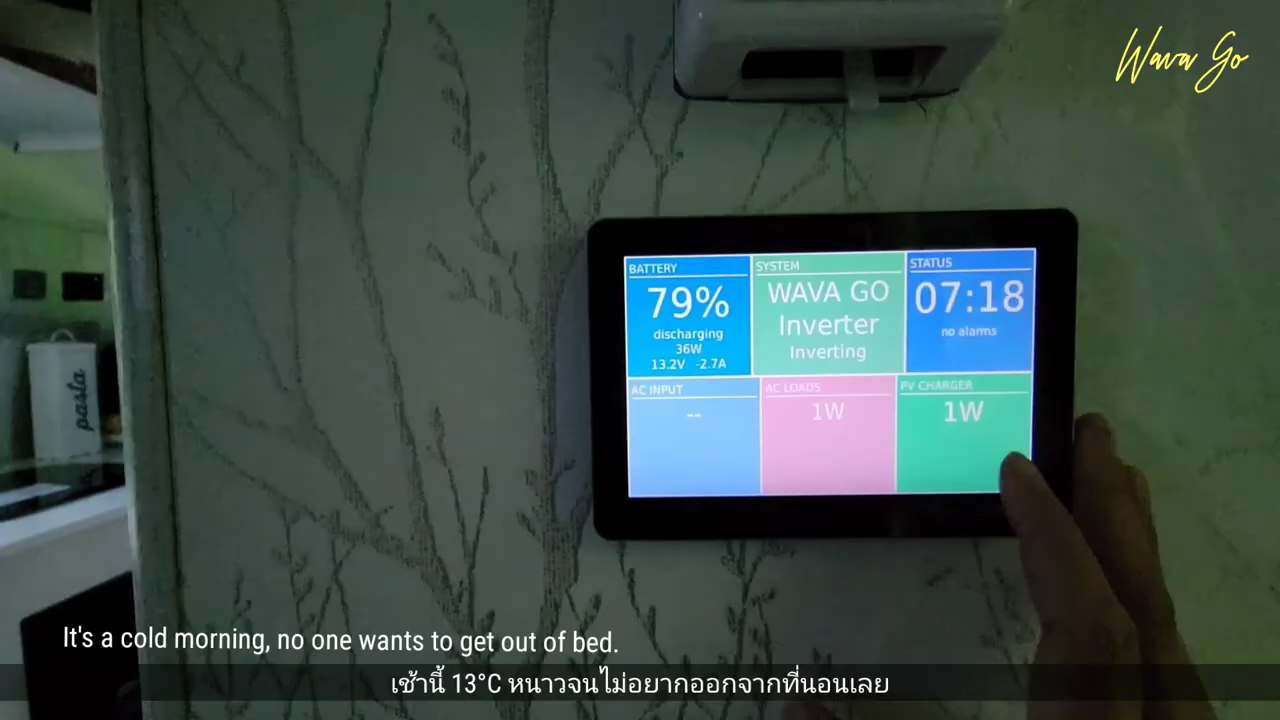 Wava Go
BATTERY
79%
discharging
36W
13.2V -2.7A
SYSTEM
WAVA GO
Inverter
Inverting
STATUS
07:18
no alarms
AC INPUT
--
AC LOADS
1W
PV CHARGER
1W
pasta
It's a cold morning, no one wants to get out of bed.
เช้านี้ 13°C หนาวจนไม่อยากออกจากที่นอนเลย